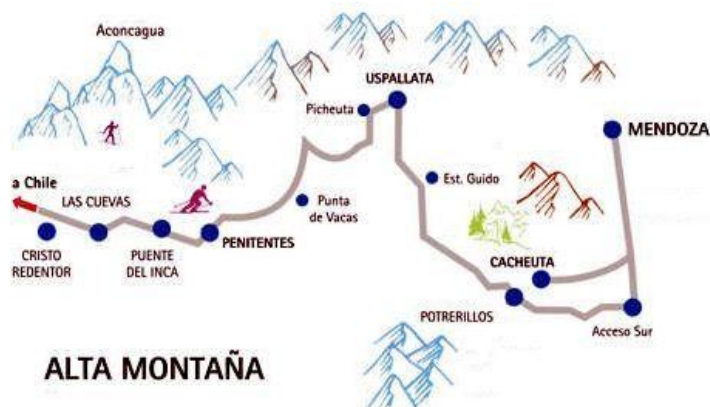 Aconcagua
USPALLATA
Picheuta
MENDOZA
a Chile
LAS CUEVAS
Est. Guido
Punta
de Vacas
CRISTO
REDENTOR
PUENTE
DEL INCA
PENITENTES
CACHEUTA
POTRERILLOS
Acceso Sur
ALTA MONTAÑA